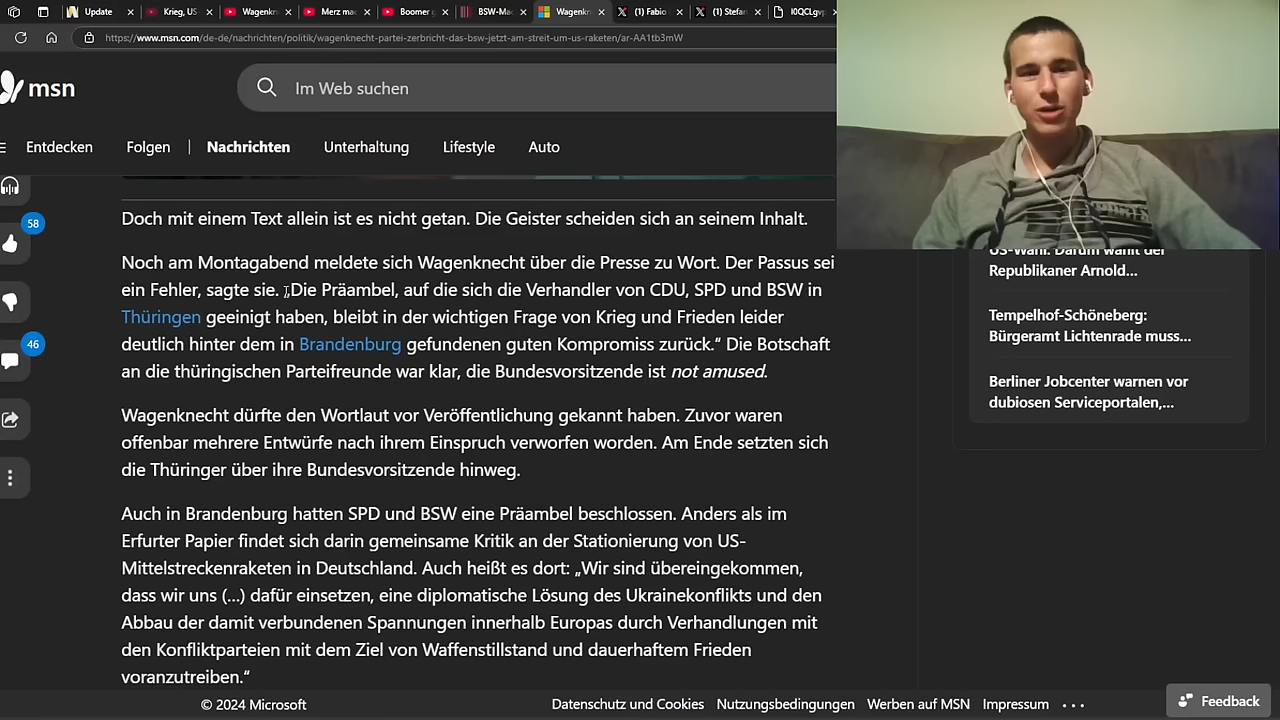 Update
Krieg, US
Wagenkn
Merz ma
Boomer g
BSW-Mac
Wagenkn
(4) Fabio
(4) Stefan
I0QCLgvp
https://www.msn.com/de-de/nachrichten/politik/wagenknecht-partei-zerbricht-das-bsw-jetzt-am-streit-um-us-raketen/ar-AA1tb3mW
msn
Im Web suchen
Entdecken
Folgen
Nachrichten
Unterhaltung
Lifestyle
Auto
58
46
Doch mit einem Text allein ist es nicht getan. Die Geister scheiden sich an seinem Inhalt.
Noch am Montagabend meldete sich Wagenknecht über die Presse zu Wort. Der Passus sei
ein Fehler, sagte sie. „Die Präambel, auf die sich die Verhandler von CDU, SPD und BSW in
Thüringen geeinigt haben, bleibt in der wichtigen Frage von Krieg und Frieden leider
deutlich hinter dem in Brandenburg gefundenen guten Kompromiss zurück.“ Die Botschaft
an die thüringischen Parteifreunde war klar, die Bundesvorsitzende ist not amused.
Wagenknecht dürfte den Wortlaut vor Veröffentlichung gekannt haben. Zuvor waren
offenbar mehrere Entwürfe nach ihrem Einspruch verworfen worden. Am Ende setzten sich
die Thüringer über ihre Bundesvorsitzende hinweg.
Auch in Brandenburg hatten SPD und BSW eine Präambel beschlossen. Anders als im
Erfurter Papier findet sich darin gemeinsame Kritik an der Stationierung von US-
Mittelstreckenraketen in Deutschland. Auch heißt es dort: „Wir sind übereingekommen,
dass wir uns (...) dafür einsetzen, eine diplomatische Lösung des Ukrainekonflikts und den
Abbau der damit verbundenen Spannungen innerhalb Europas durch Verhandlungen mit
den Konfliktparteien mit dem Ziel von Waffenstillstand und dauerhaftem Frieden
voranzutreiben.“
US-Wahl: Darum wählt der
Republikaner Arnold...
Tempelhof-Schöneberg:
Bürgeramt Lichtenrade muss...
Berliner Jobcenter warnen vor
dubiosen Serviceportalen,...
© 2024 Microsoft
Datenschutz und Cookies
Nutzungsbedingungen
Werben auf MSN
Impressum
Feedback